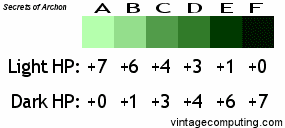 Secrets of Archon
A B C D E F
Light HP: +7 +6 +4 +3 +1 +0
Dark HP: +0 +1 +3 +4 +6 +7
vintagecomputing.com